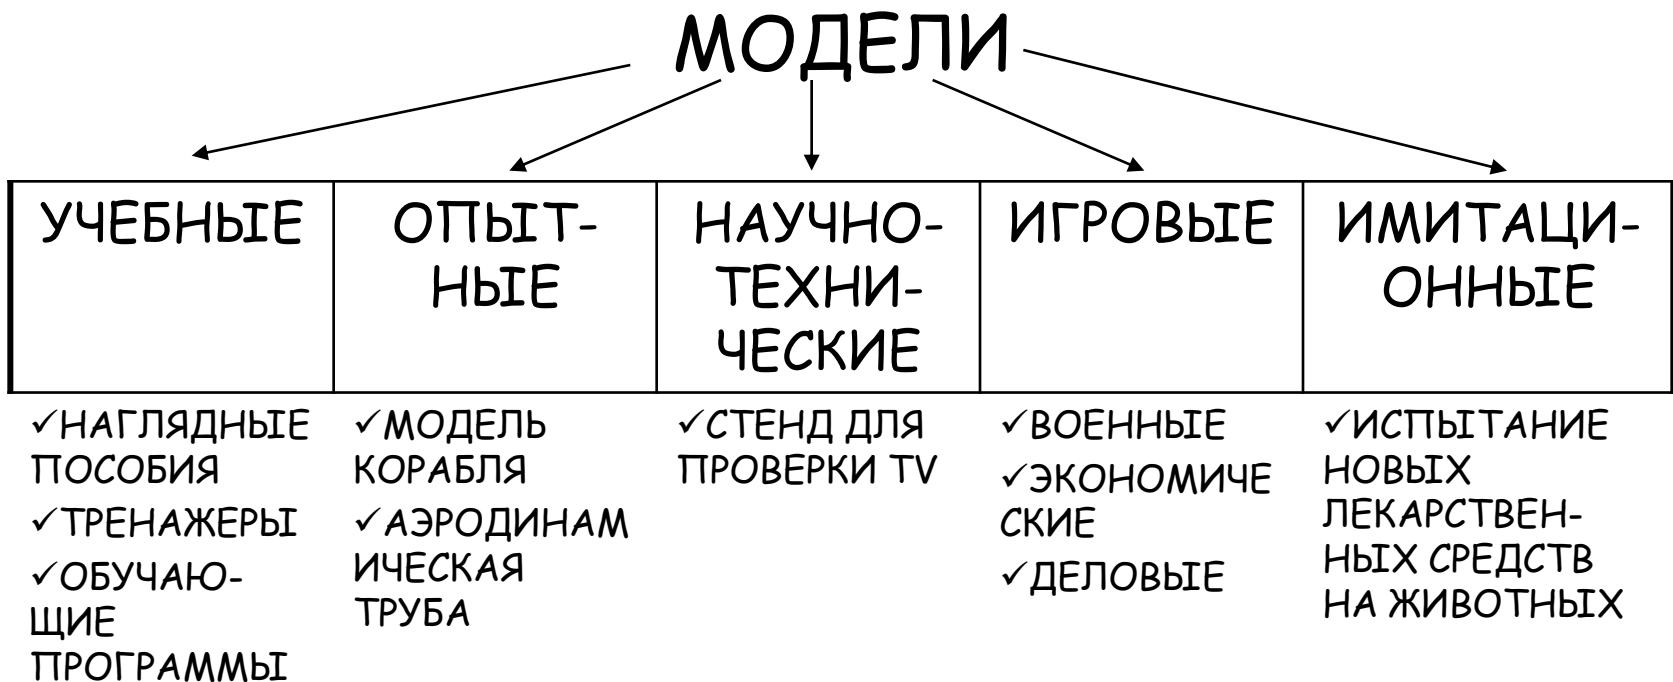 МОДЕЛИ
УЧЕБНЫЕ
ОПЫТ-
НЫЕ
НАУЧНО-
ТЕХНИ-
ЧЕСКИЕ
ИГРОВЫЕ
ИМИТАЦИ-
ОННЫЕ
✓НАГЛЯДНЫЕ
ПОСОБИЯ
✓ТРЕНАЖЕРЫ
✓ОБУЧАЮ-
ЩИЕ
ПРОГРАММЫ
✓МОДЕЛЬ
КОРАБЛЯ
✓АЭРОДИНАМ
ИЧЕСКАЯ
ТРУБА
✓СТЕНД ДЛЯ
ПРОВЕРКИ TV
✓ВОЕННЫЕ
✓ЭКОНОМИЧЕ
СКИЕ
✓ДЕЛОВЫЕ
✓ИСПЫТАНИЕ
НОВЫХ
ЛЕКАРСТВЕН-
НЫХ СРЕДСТВ
НА ЖИВОТНЫХ